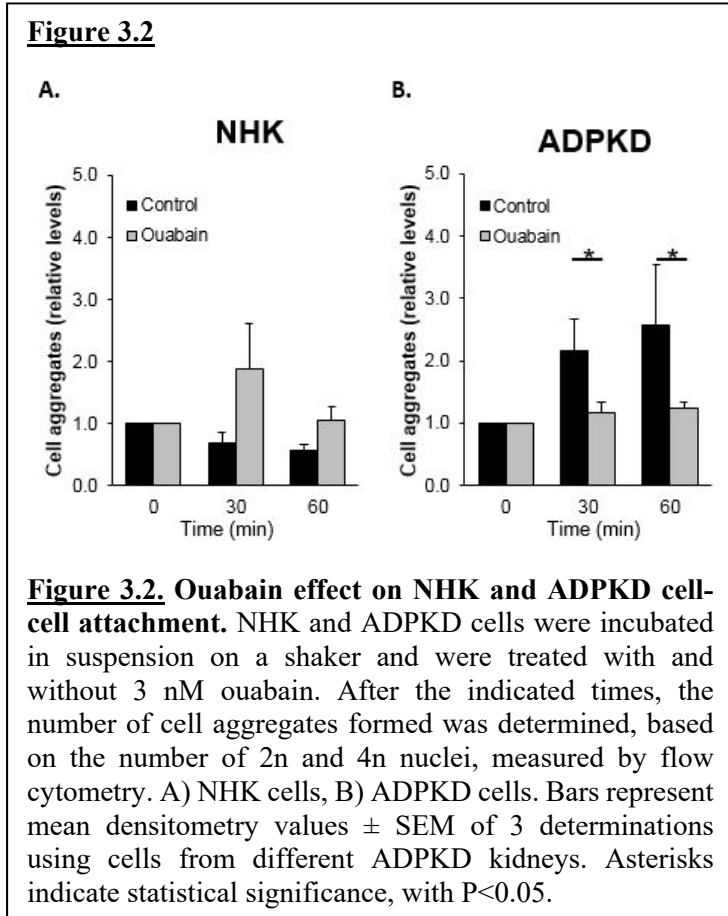 Figure 3.2
A.
B.
NHK
Cell aggregates (relative levels)
5.0
4.0
3.0
2.0
1.0
0.0
Control
Ouabain
0
30
60
Time (min)
ADPKD
Cell aggregates (relative levels)
5.0
4.0
3.0
2.0
1.0
0.0
Control
Ouabain
*
*
0
30
60
Time (min)
Figure 3.2. Ouabain effect on NHK and ADPKD cell-
cell attachment. NHK and ADPKD cells were incubated
in suspension on a shaker and were treated with and
without 3 nM ouabain. After the indicated times, the
number of cell aggregates formed was determined, based
on the number of 2n and 4n nuclei, measured by flow
cytometry. A) NHK cells, B) ADPKD cells. Bars represent
mean densitometry values ± SEM of 3 determinations
using cells from different ADPKD kidneys. Asterisks
indicate statistical significance, with P<0.05.